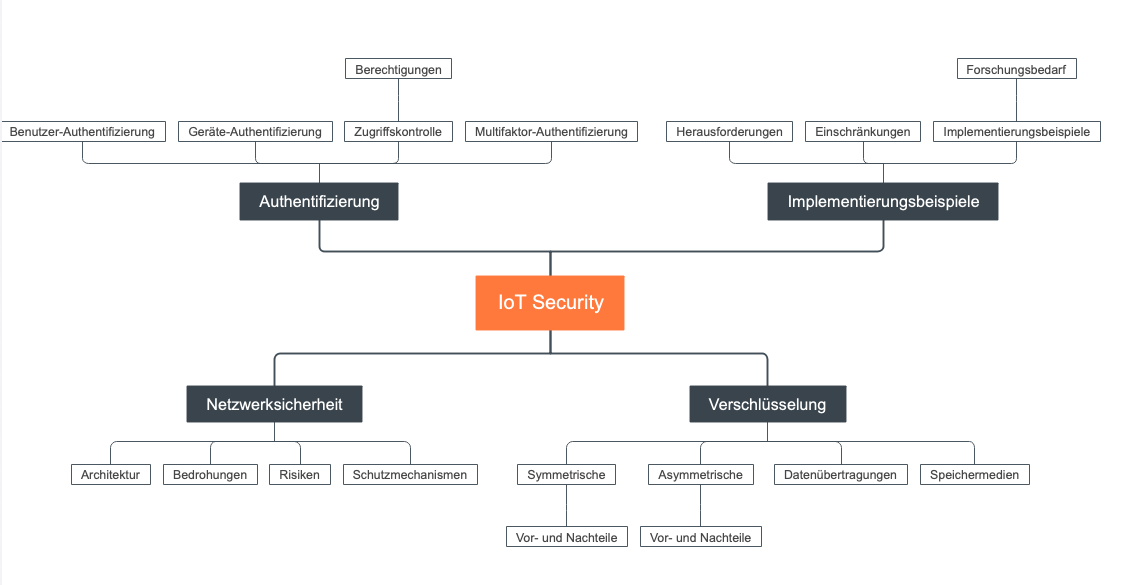 Berechtigungen
Forschungsbedarf
Benutzer-Authentifizierung
Geräte-Authentifizierung
Zugriffskontrolle
Multifaktor-Authentifizierung
Herausforderungen
Einschränkungen
Implementierungsbeispiele
Authentifizierung
Implementierungsbeispiele
IoT Security
Netzwerksicherheit
Verschlüsselung
Architektur
Bedrohungen
Risiken
Schutzmechanismen
Symmetrische
Asymmetrische
Datenübertragungen
Speichermedien
Vor- und Nachteile
Vor- und Nachteile